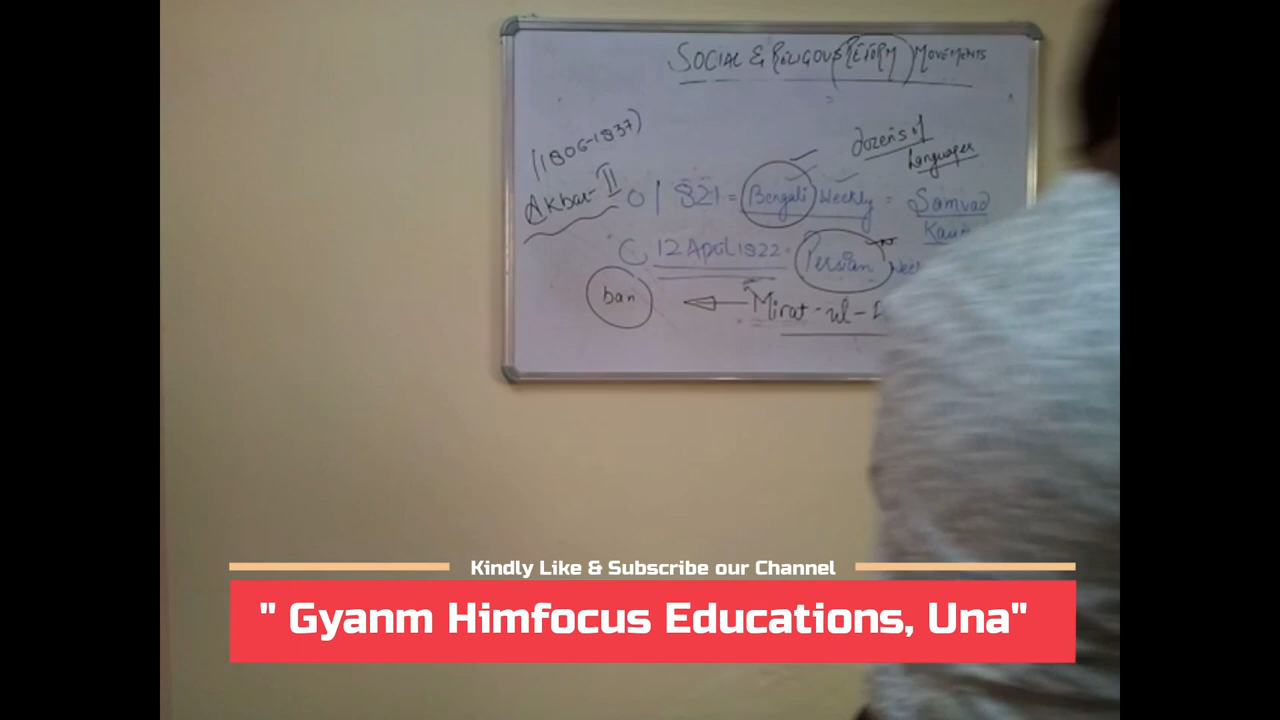 SOCIAL & RELIGOUS (REFORM) MOVEMENTS
(1806-1837)
Akbar-II
dozens of
Languages
1821 = Bengali Weekly = Samvad
12 April 1822 = Persian
ban
Mirat-ul-
Kindly Like & Subscribe our Channel
" Gyanm Himfocus Educations, Una"